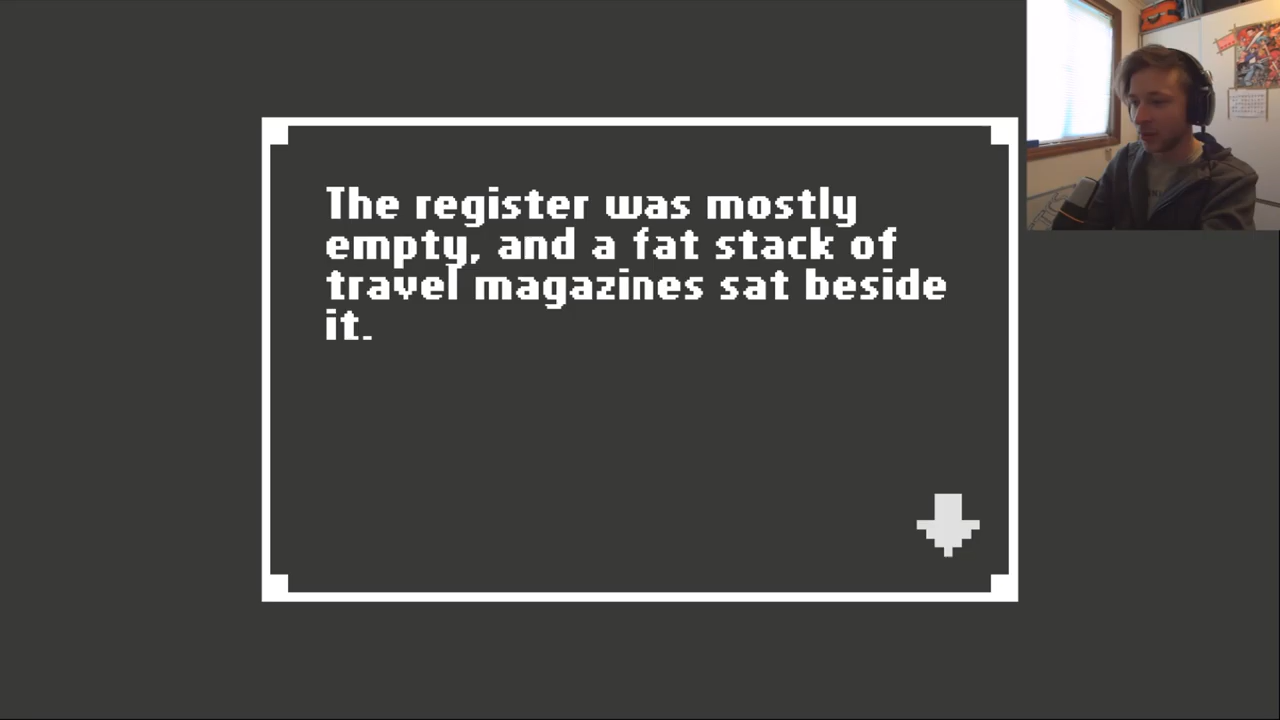 The register was mostly
empty, and a fat stack of
travel magazines sat beside
it.